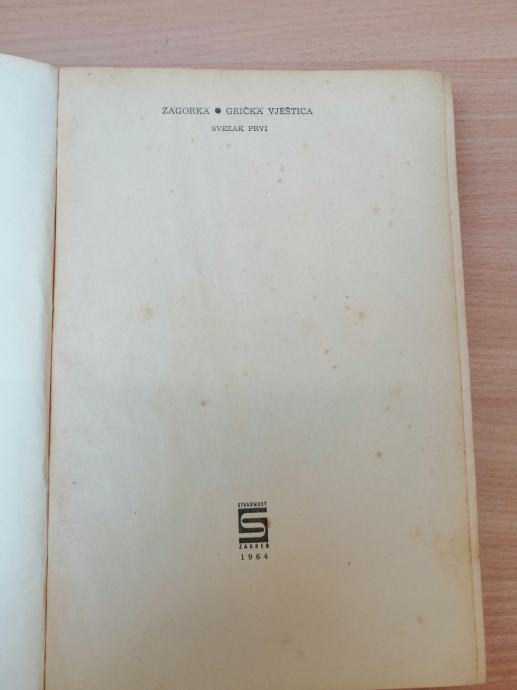 ZAGORKA • GRIČKA VJEŠTICA
SVEZAK PRVI
STVARNOST
S
ZAGREB
1964